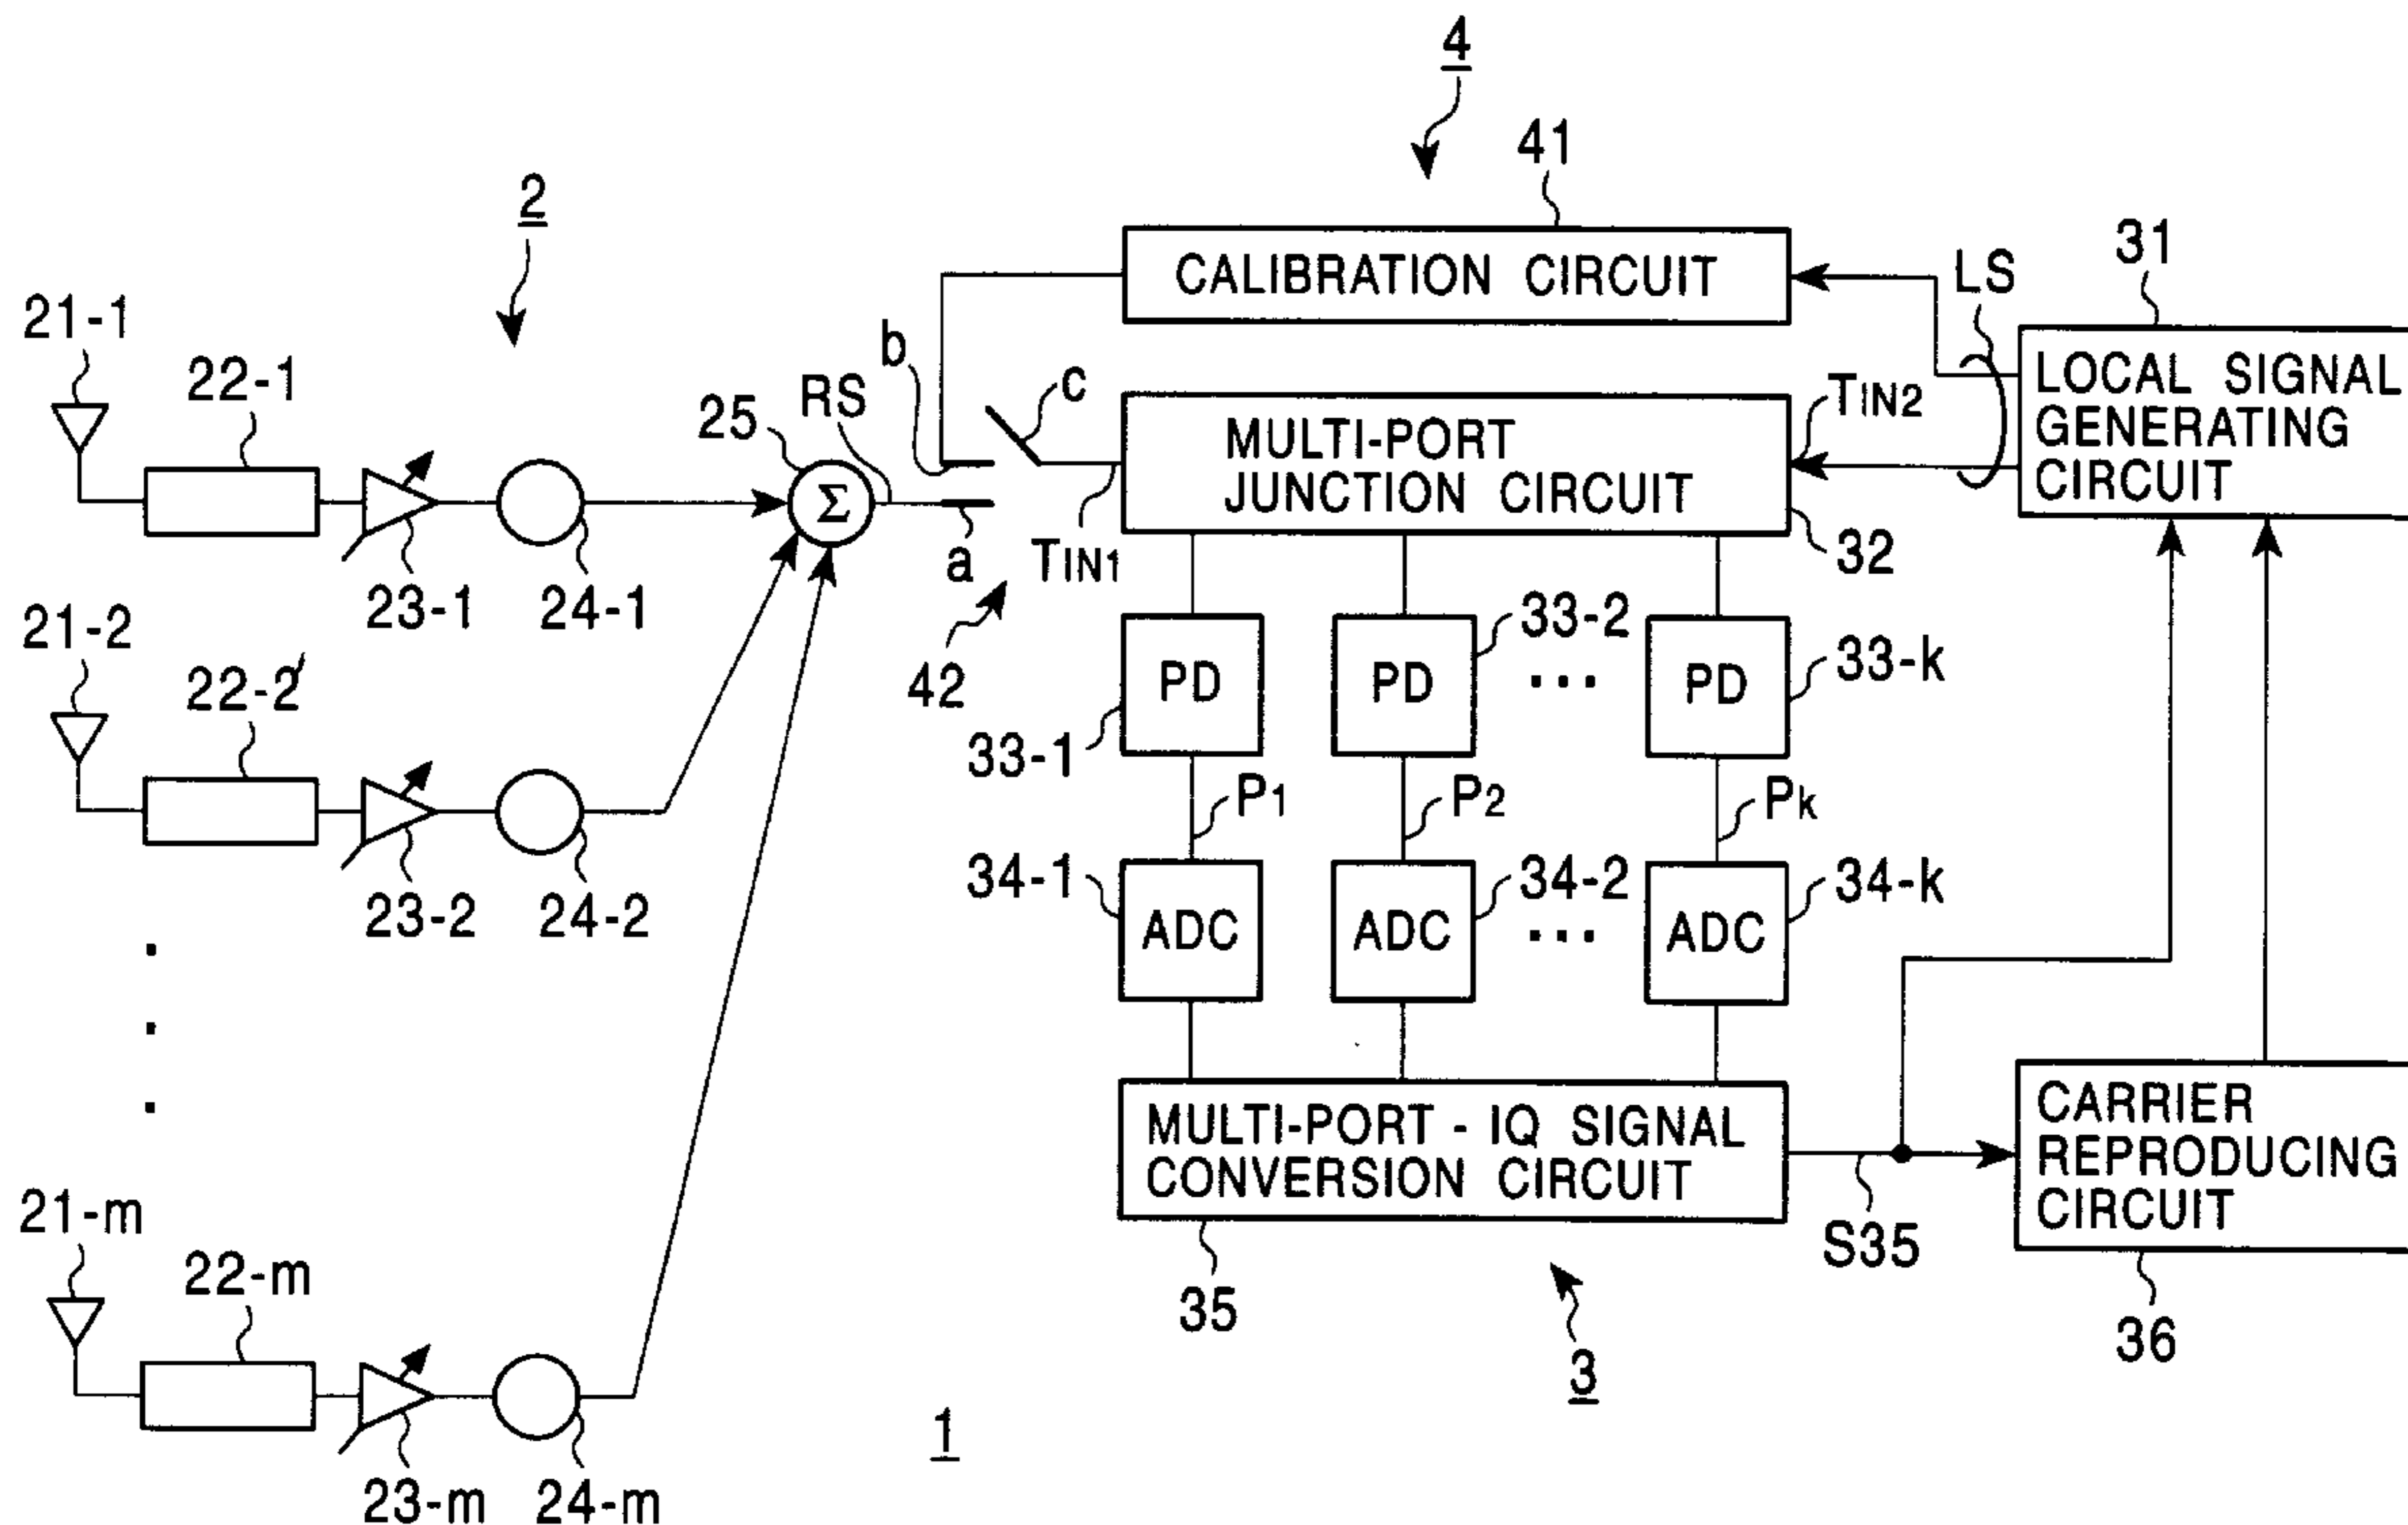 4
41
2
CALIBRATION CIRCUIT
31
LS
21-1
22-1
b
c
25
RS
TIN2
LOCAL SIGNAL
GENERATING
CIRCUIT
MULTI-PORT
JUNCTION CIRCUIT
Σ
a
TIN1
32
23-1
24-1
42
21-2
22-2
33-2
PD
PD
...
PD
33-k
33-1
P1
P2
Pk
34-1
34-2
34-k
23-2
24-2
ADC
ADC
...
ADC
MULTI-PORT - IQ SIGNAL
CONVERSION CIRCUIT
CARRIER
REPRODUCING
CIRCUIT
S35
21-m
22-m
35
36
3
1
23-m
24-m